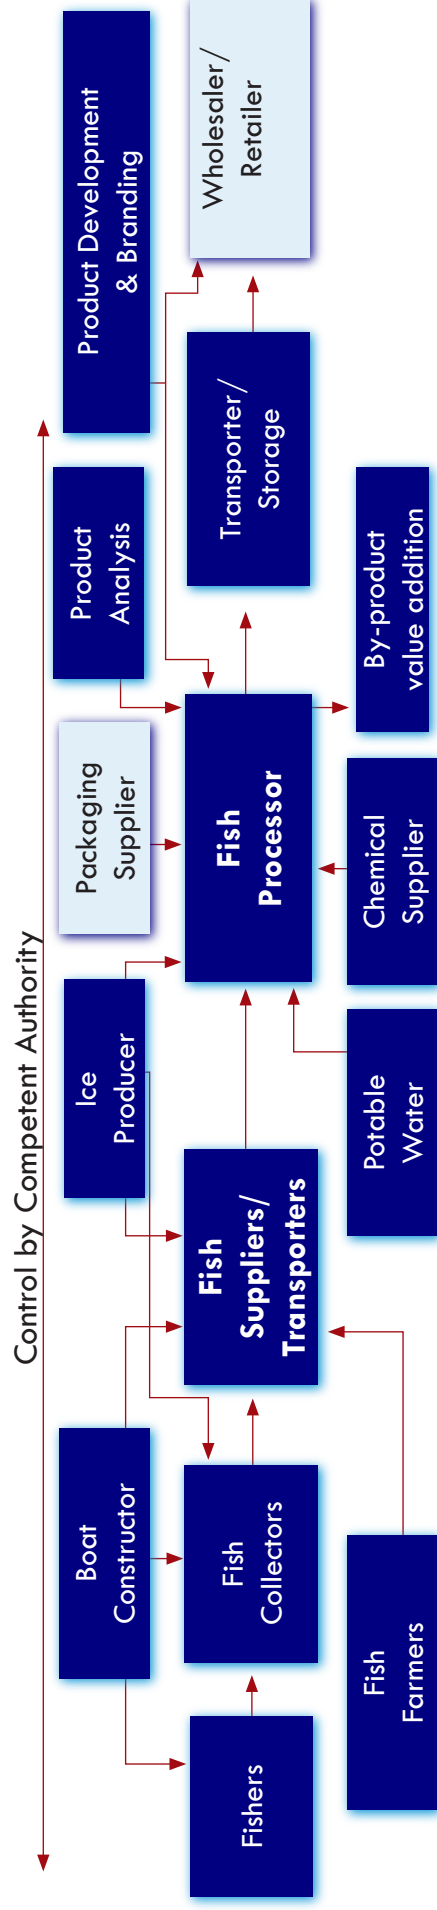 Control by Competent Authority
Boat
Constructor
Ice
Producer
Packaging
Supplier
Product
Analysis
Product Development
& Branding
Fishers
Fish
Collectors
Fish
Suppliers/
Transporters
Fish
Processor
Transporter/
Storage
Wholesaler/
Retailer
Fish
Farmers
Potable
Water
Chemical
Supplier
By-product
value addition